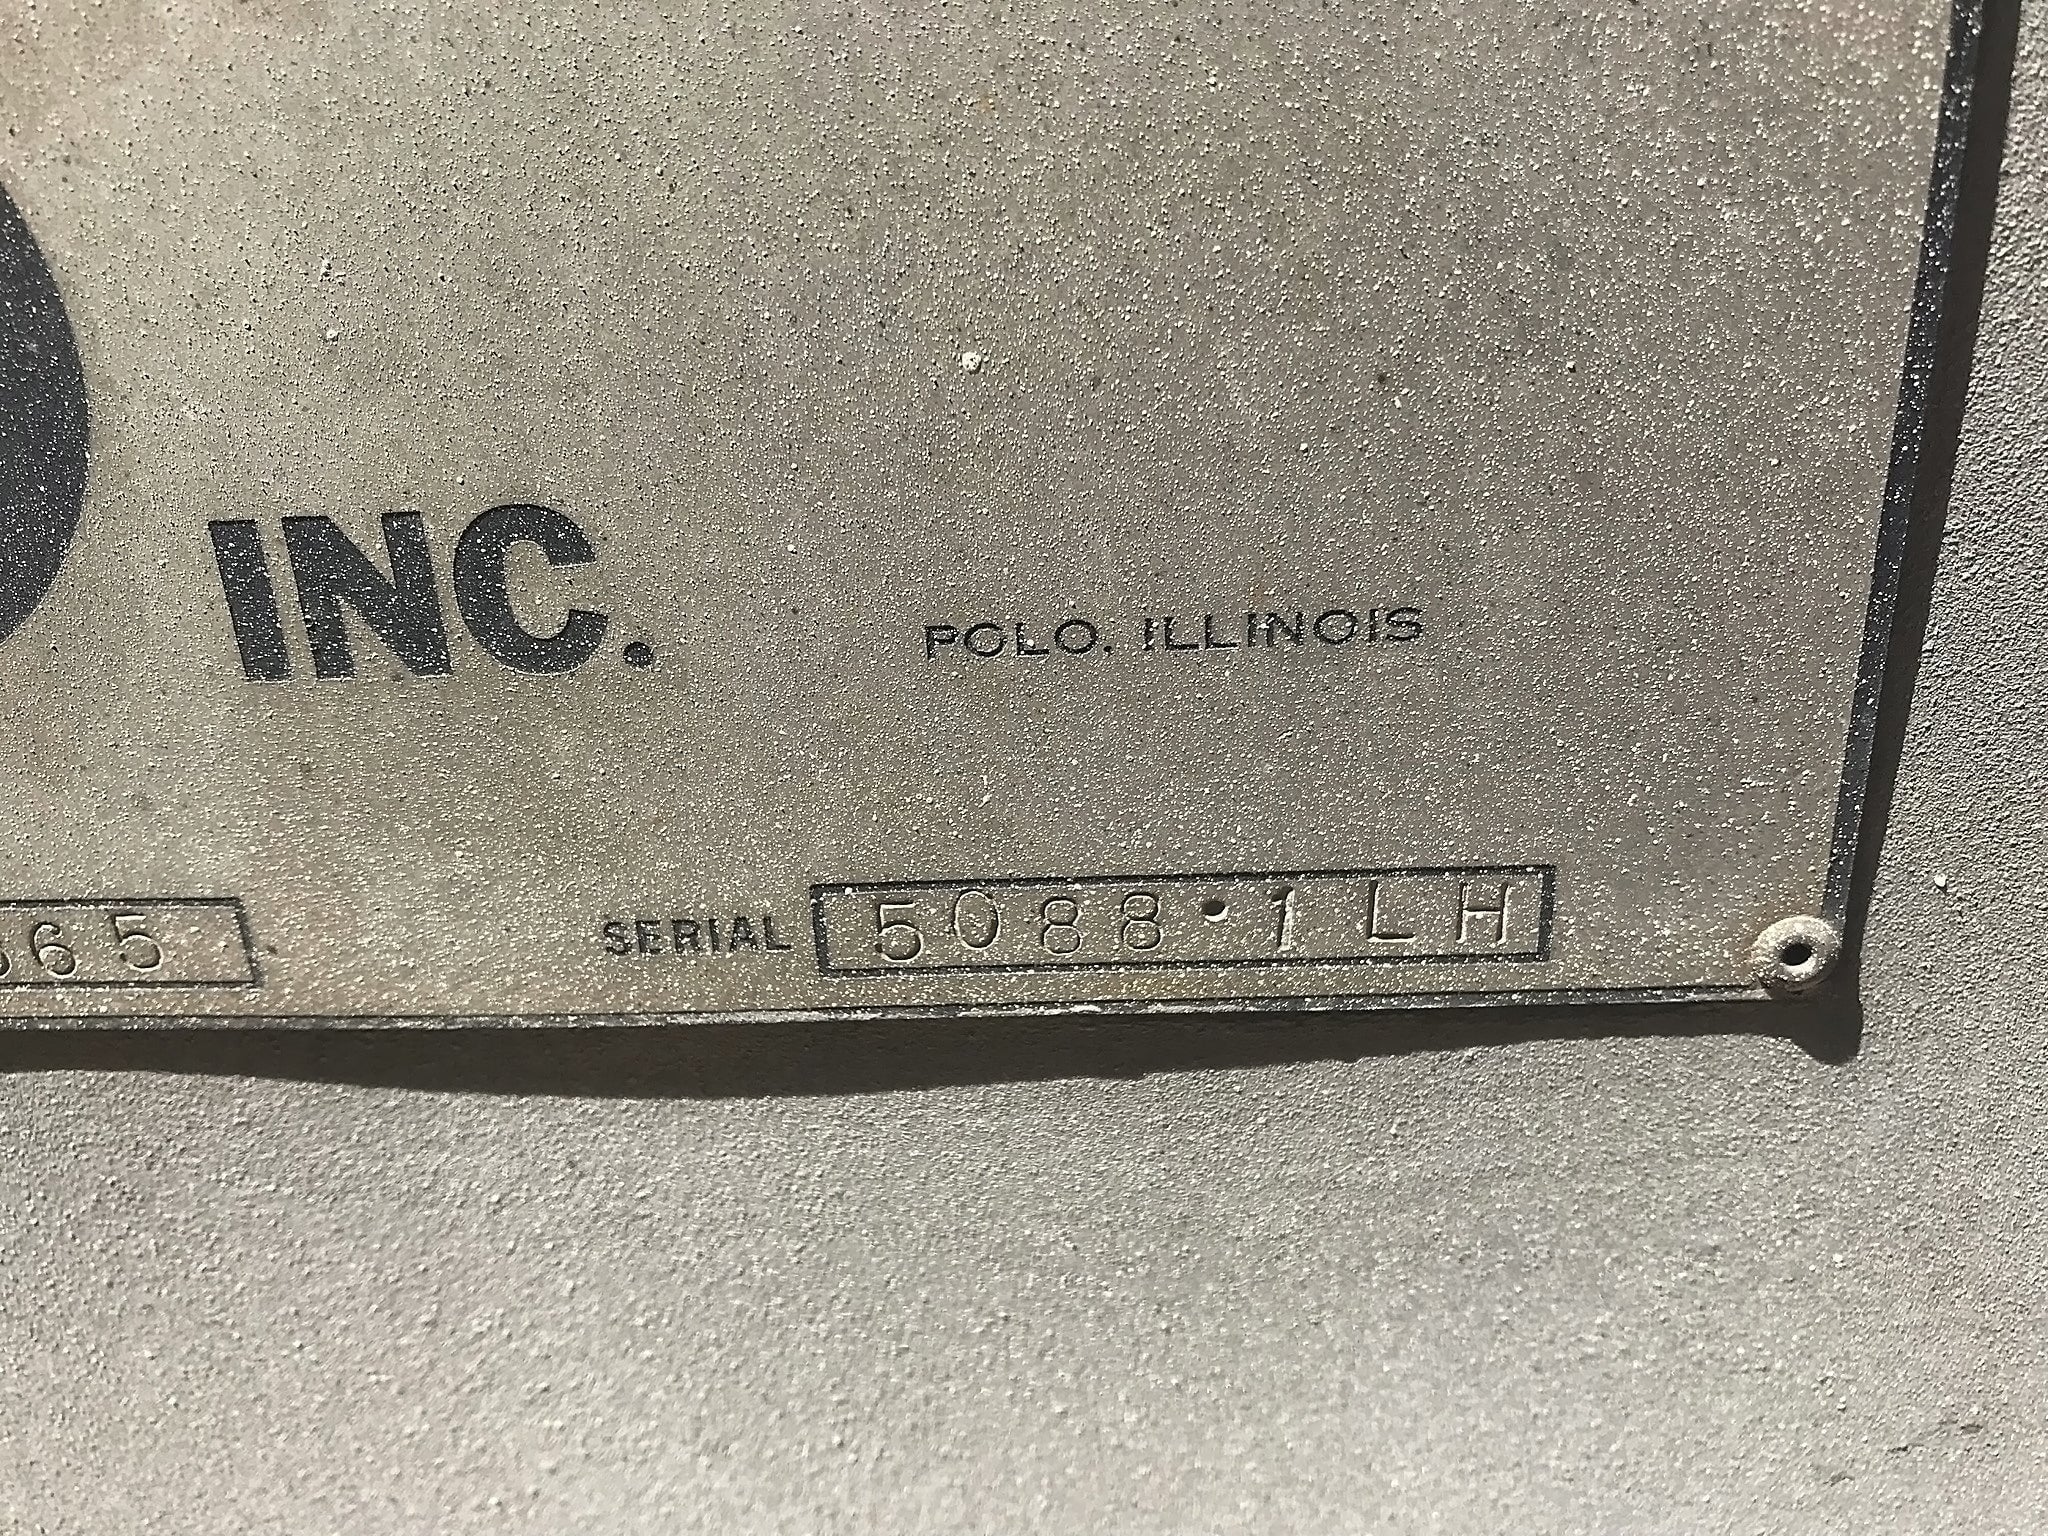 INC.
POLO, ILLINOIS
65 SERIAL 5088·1LH